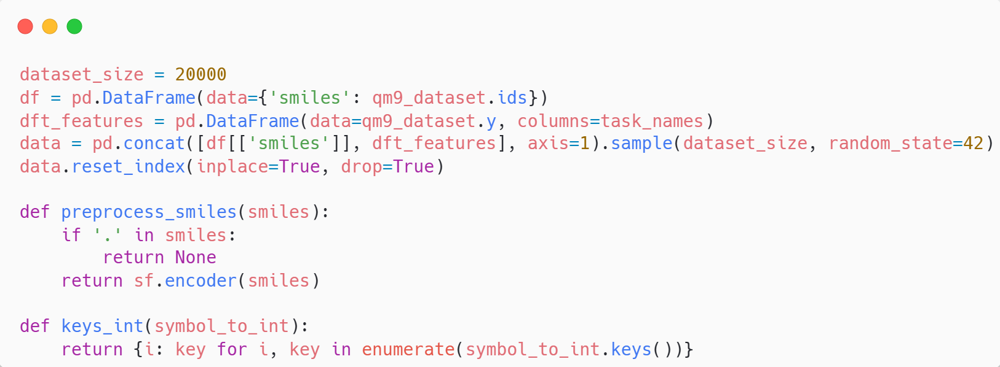 dataset_size = 20000
df = pd.DataFrame(data={'smiles': qm9_dataset.ids})
dft_features = pd.DataFrame(data=qm9_dataset.y, columns=task_names)
data = pd.concat([df[['smiles']], dft_features], axis=1).sample(dataset_size, random_state=42)
data.reset_index(inplace=True, drop=True)

def preprocess_smiles(smiles):
    if '.' in smiles:
        return None
    return sf.encoder(smiles)

def keys_int(symbol_to_int):
    return {i: key for i, key in enumerate(symbol_to_int.keys())}